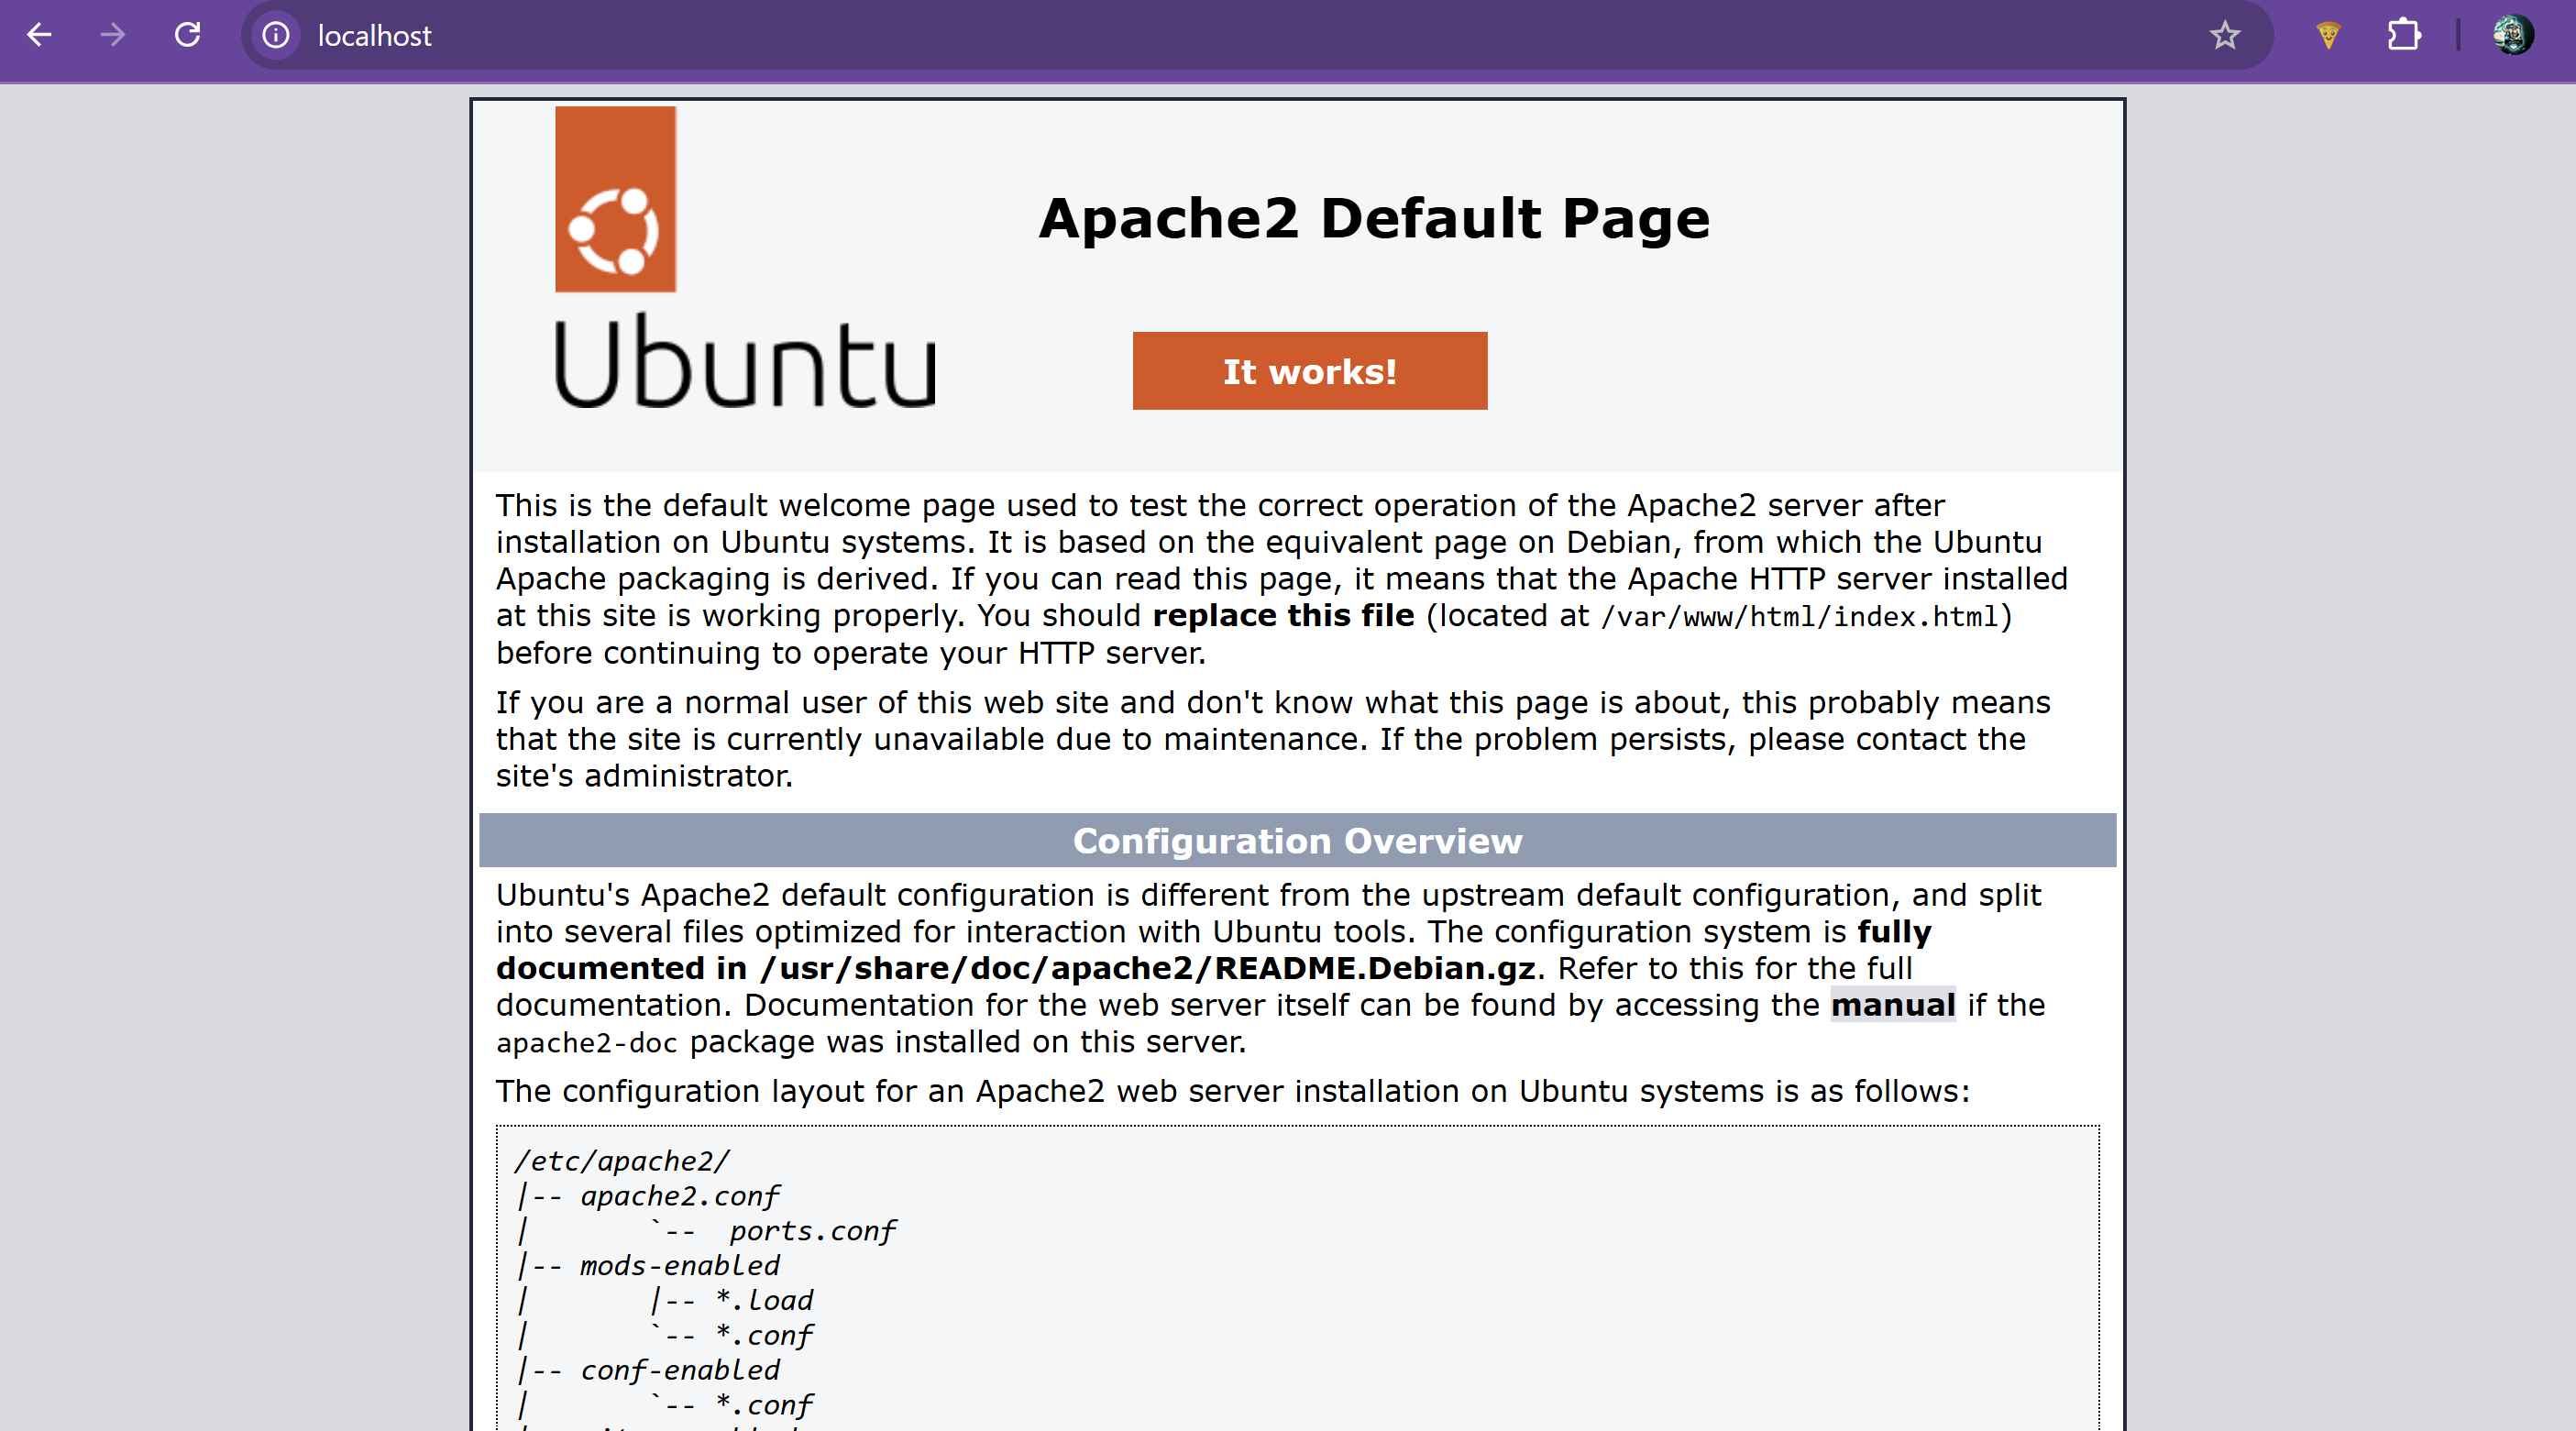 localhost
Ubuntu
Apache2 Default Page
It works!
This is the default welcome page used to test the correct operation of the Apache2 server after
installation on Ubuntu systems. It is based on the equivalent page on Debian, from which the Ubuntu
Apache packaging is derived. If you can read this page, it means that the Apache HTTP server installed
at this site is working properly. You should replace this file (located at /var/www/html/index.html)
before continuing to operate your HTTP server.
If you are a normal user of this web site and don't know what this page is about, this probably means
that the site is currently unavailable due to maintenance. If the problem persists, please contact the
site's administrator.
Configuration Overview
Ubuntu's Apache2 default configuration is different from the upstream default configuration, and split
into several files optimized for interaction with Ubuntu tools. The configuration system is fully
documented in /usr/share/doc/apache2/README.Debian.gz. Refer to this for the full
documentation. Documentation for the web server itself can be found by accessing the manual if the
apache2-doc package was installed on this server.
The configuration layout for an Apache2 web server installation on Ubuntu systems is as follows:
/etc/apache2/
|-- apache2.conf
|       `--  ports.conf
|-- mods-enabled
|       |-- *.load
|       `-- *.conf
|-- conf-enabled
|       `-- *.conf